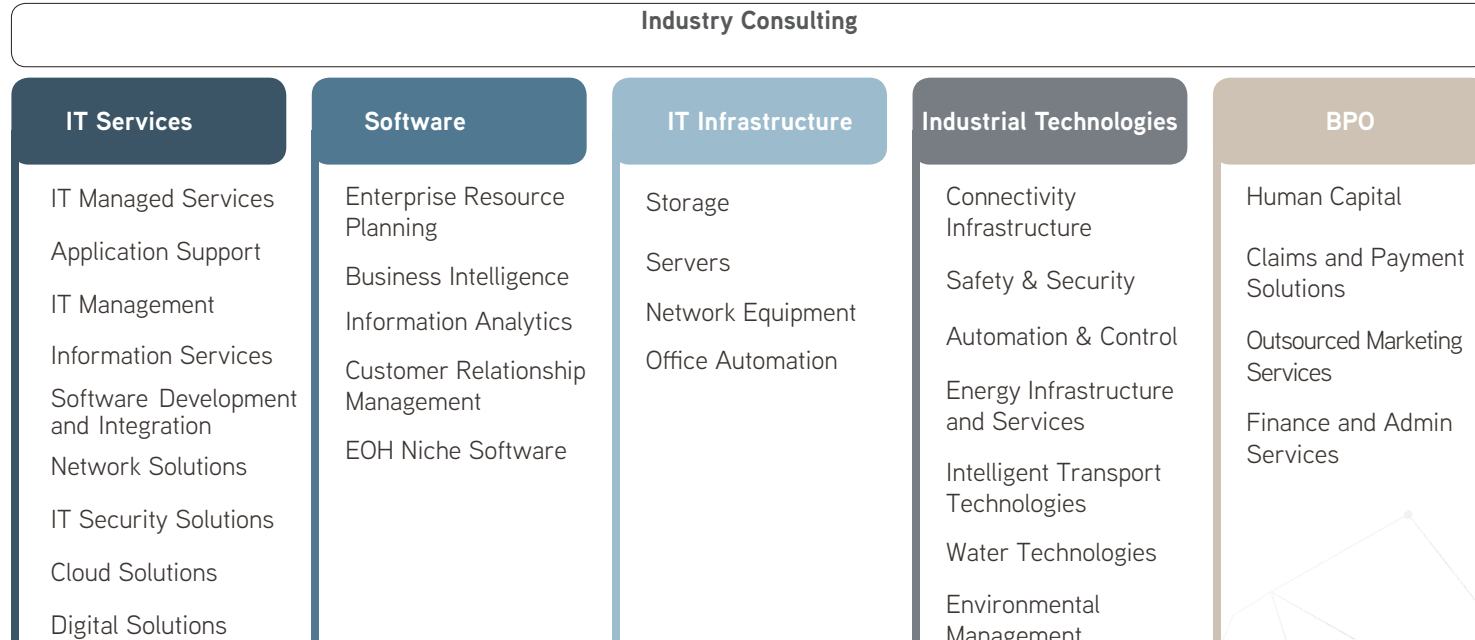 Industry Consulting
IT Services
IT Managed Services
Application Support
IT Management
Information Services
Software Development
and Integration
Network Solutions
IT Security Solutions
Cloud Solutions
Digital Solutions
Software
Enterprise Resource
Planning
Business Intelligence
Information Analytics
Customer Relationship
Management
EOH Niche Software
IT Infrastructure
Storage
Servers
Network Equipment
Office Automation
Industrial Technologies
Connectivity
Infrastructure
Safety & Security
Automation & Control
Energy Infrastructure
and Services
Intelligent Transport
Technologies
Water Technologies
Environmental
Management
BPO
Human Capital
Claims and Payment
Solutions
Outsourced Marketing
Services
Finance and Admin
Services